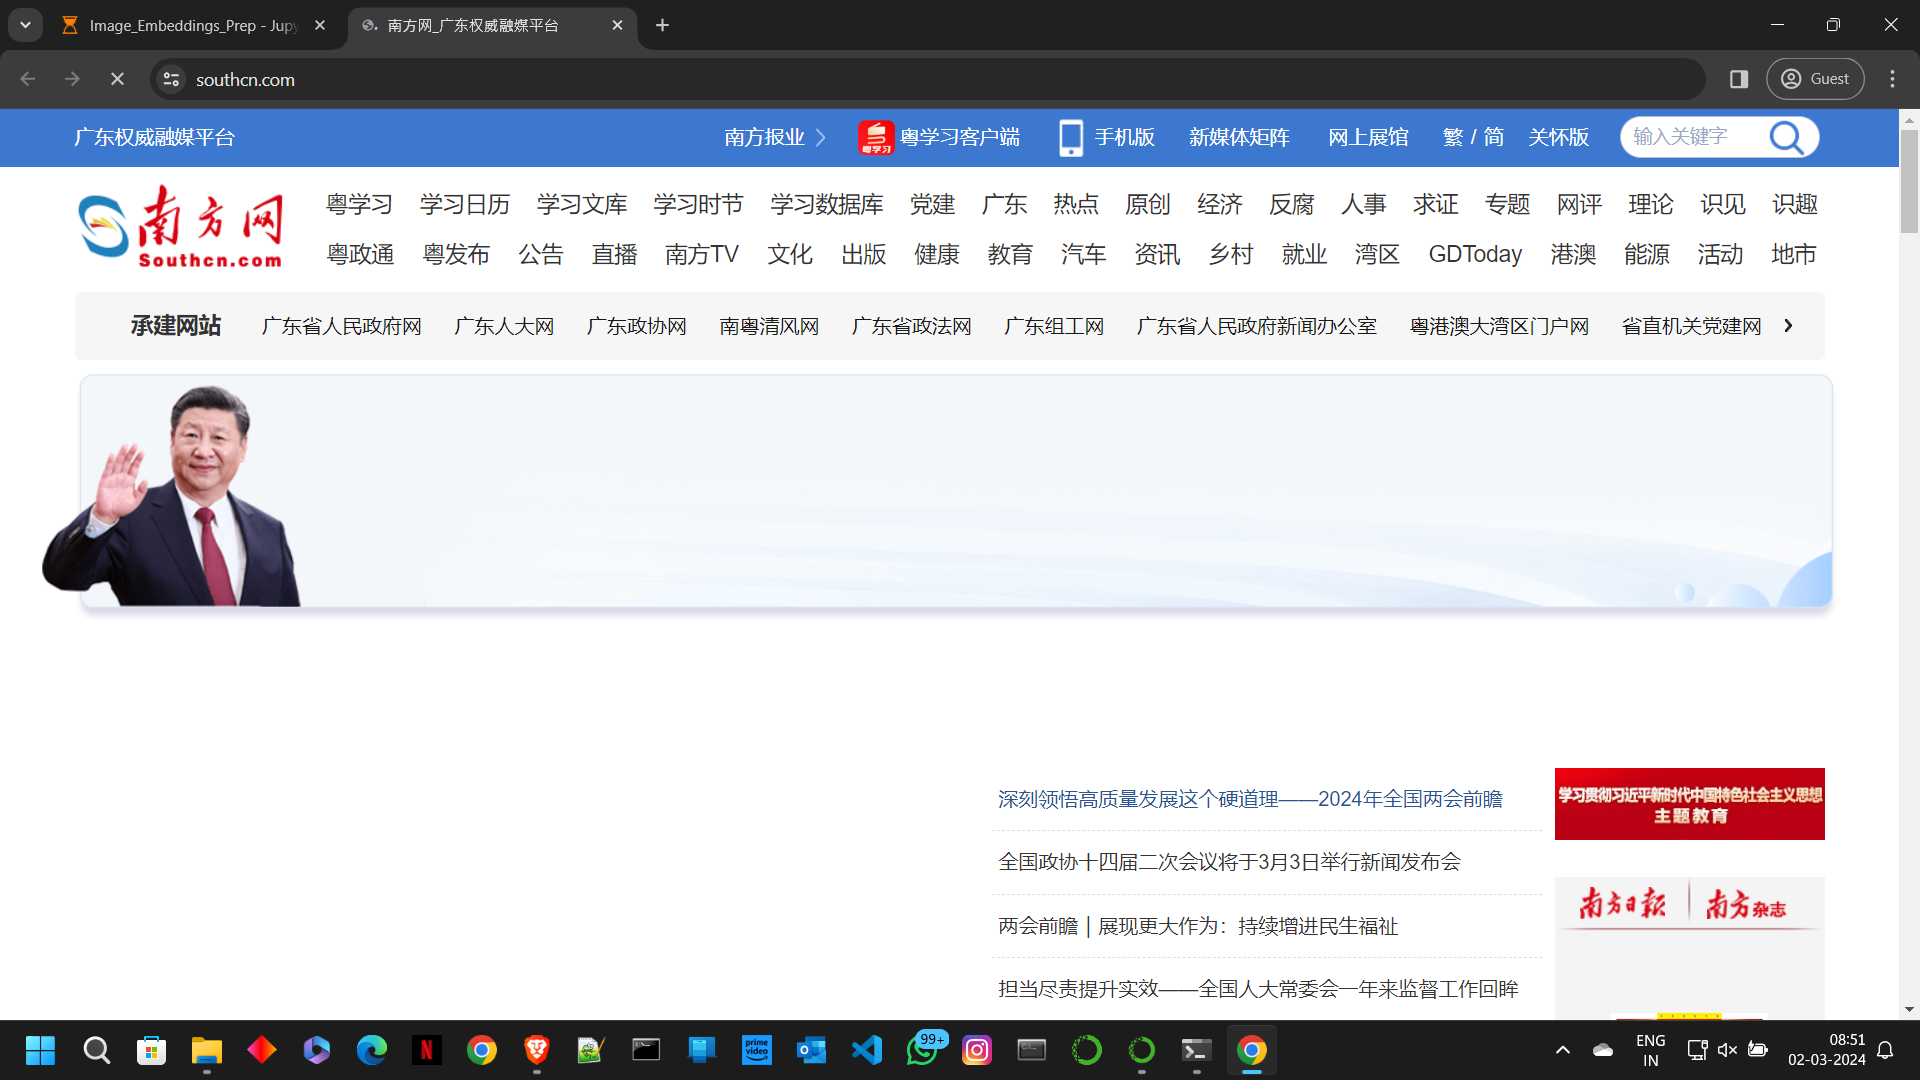 Image_Embeddings_Prep - Jupy
南方网_广东权威融媒平台
southcn.com
Guest
广东权威融媒平台
南方报业
粤学习
粤学习客户端
手机版
新媒体矩阵
网上展馆
繁 / 简
关怀版
输入关键字
南方网
Southcn.com
粤学习 学习日历 学习文库 学习时节 学习数据库 党建 广东 热点 原创 经济 反腐 人事 求证 专题 网评 理论 识见 识趣
粤政通 粤发布 公告 直播 南方TV 文化 出版 健康 教育 汽车 资讯 乡村 就业 湾区 GDToday 港澳 能源 活动 地市
承建网站 广东省人民政府网 广东人大网 广东政协网 南粤清风网 广东省政法网 广东组工网 广东省人民政府新闻办公室 粤港澳大湾区门户网 省直机关党建网
深刻领悟高质量发展这个硬道理——2024年全国两会前瞻
全国政协十四届二次会议将于3月3日举行新闻发布会
两会前瞻｜展现更大作为：持续增进民生福祉
担当尽责提升实效——全国人大常委会一年来监督工作回眸
学习贯彻习近平新时代中国特色社会主义思想
主题教育
南方日报 南方杂志
N
prime
video
99+
ENG
IN
08:51
02-03-2024